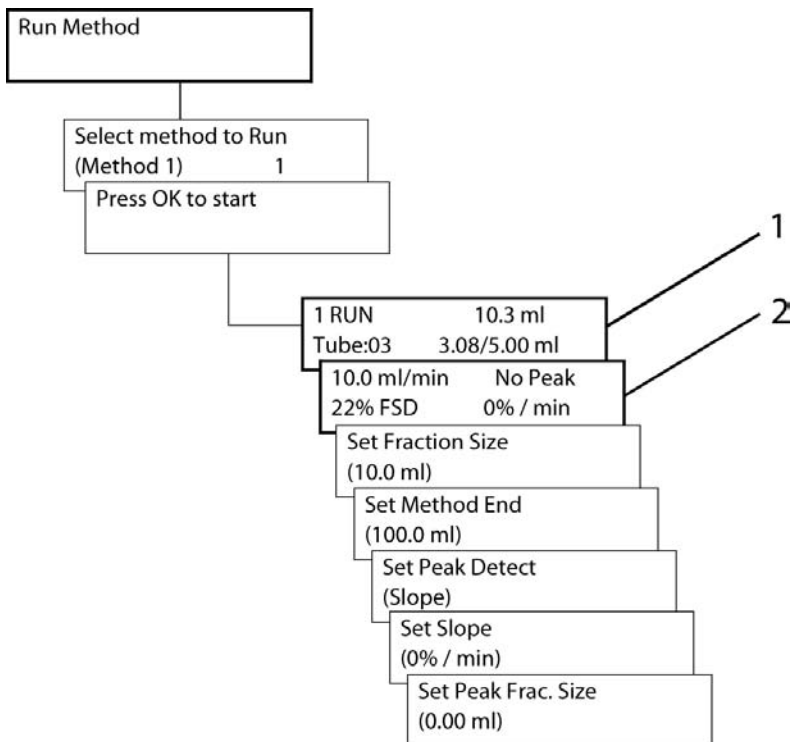 Run Method
Select method to Run
(Method 1) 1
Press OK to start
1
1 RUN 10.3 ml
Tube:03 3.08/5.00 ml
2
10.0 ml/min No Peak
22% FSD 0% / min
Set Fraction Size
(10.0 ml)
Set Method End
(100.0 ml)
Set Peak Detect
(Slope)
Set Slope
(0% / min)
Set Peak Frac. Size
(0.00 ml)